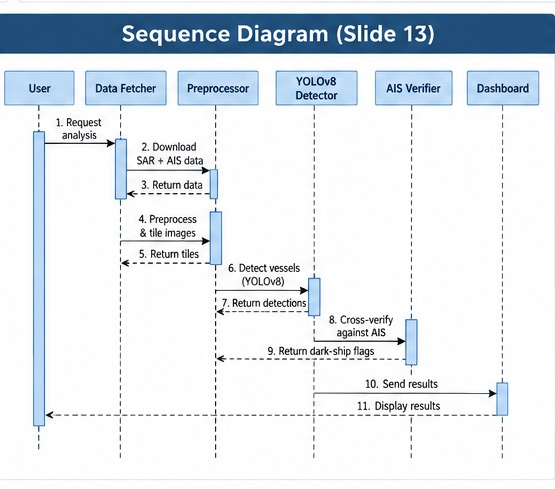 Sequence Diagram (Slide 13)
User
Data Fetcher
Preprocessor
YOLOv8
Detector
AIS Verifier
Dashboard
1. Request
analysis
2. Download
SAR + AIS data
3. Return data
4. Preprocess
& tile images
5. Return tiles
6. Detect vessels
(YOLOv8)
7. Return detections
8. Cross-verify
against AIS
9. Return dark-ship flags
10. Send results
11. Display results